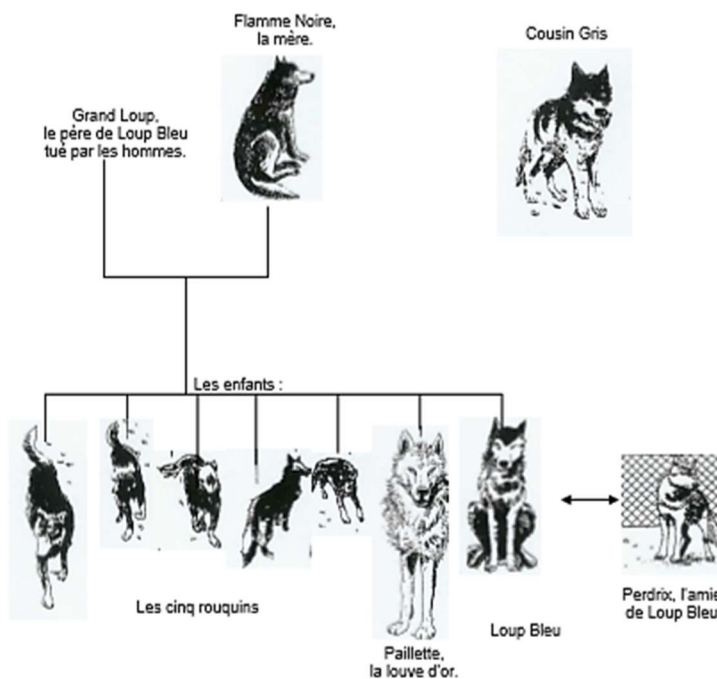 Flamme Noire,
la mère.
Cousin Gris
Grand Loup,
le père de Loup Bleu
tué par les hommes.
Les enfants :
Les cinq rouquins
Paillette,
la louve d'or.
Loup Bleu
Perdrix, l'amie
de Loup Bleu